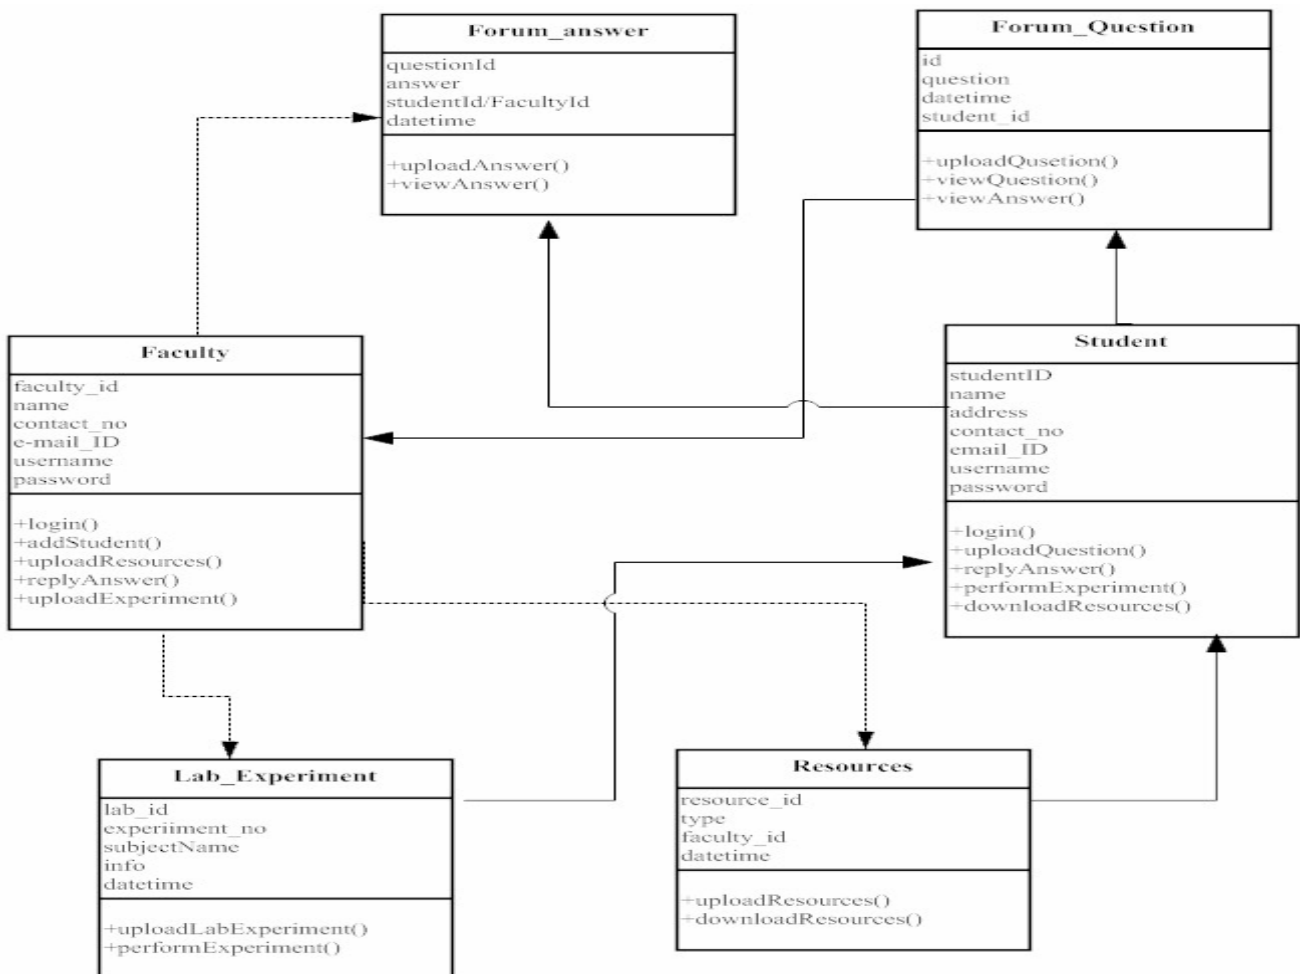 Forum_answer
questionId
answer
studentId/FacultyId
datetime
+uploadAnswer()
+viewAnswer()
Forum_Question
id
question
datetime
student_id
+uploadQusetion()
+viewQuestion()
+viewAnswer()
Faculty
faculty_id
name
contact_no
e-mail_ID
username
password
+login()
+addStudent()
+uploadResources()
+replyAnswer()
+uploadExperiment()
Student
studentID
name
address
contact_no
email_ID
username
password
+login()
+uploadQuestion()
+replyAnswer()
+performExperiment()
+downloadResources()
Lab_Experiment
lab_id
experiiment_no
subjectName
info
datetime
+uploadLabExperiment()
+performExperiment()
Resources
resource_id
type
faculty_id
datetime
+uploadResources()
+downloadResources()